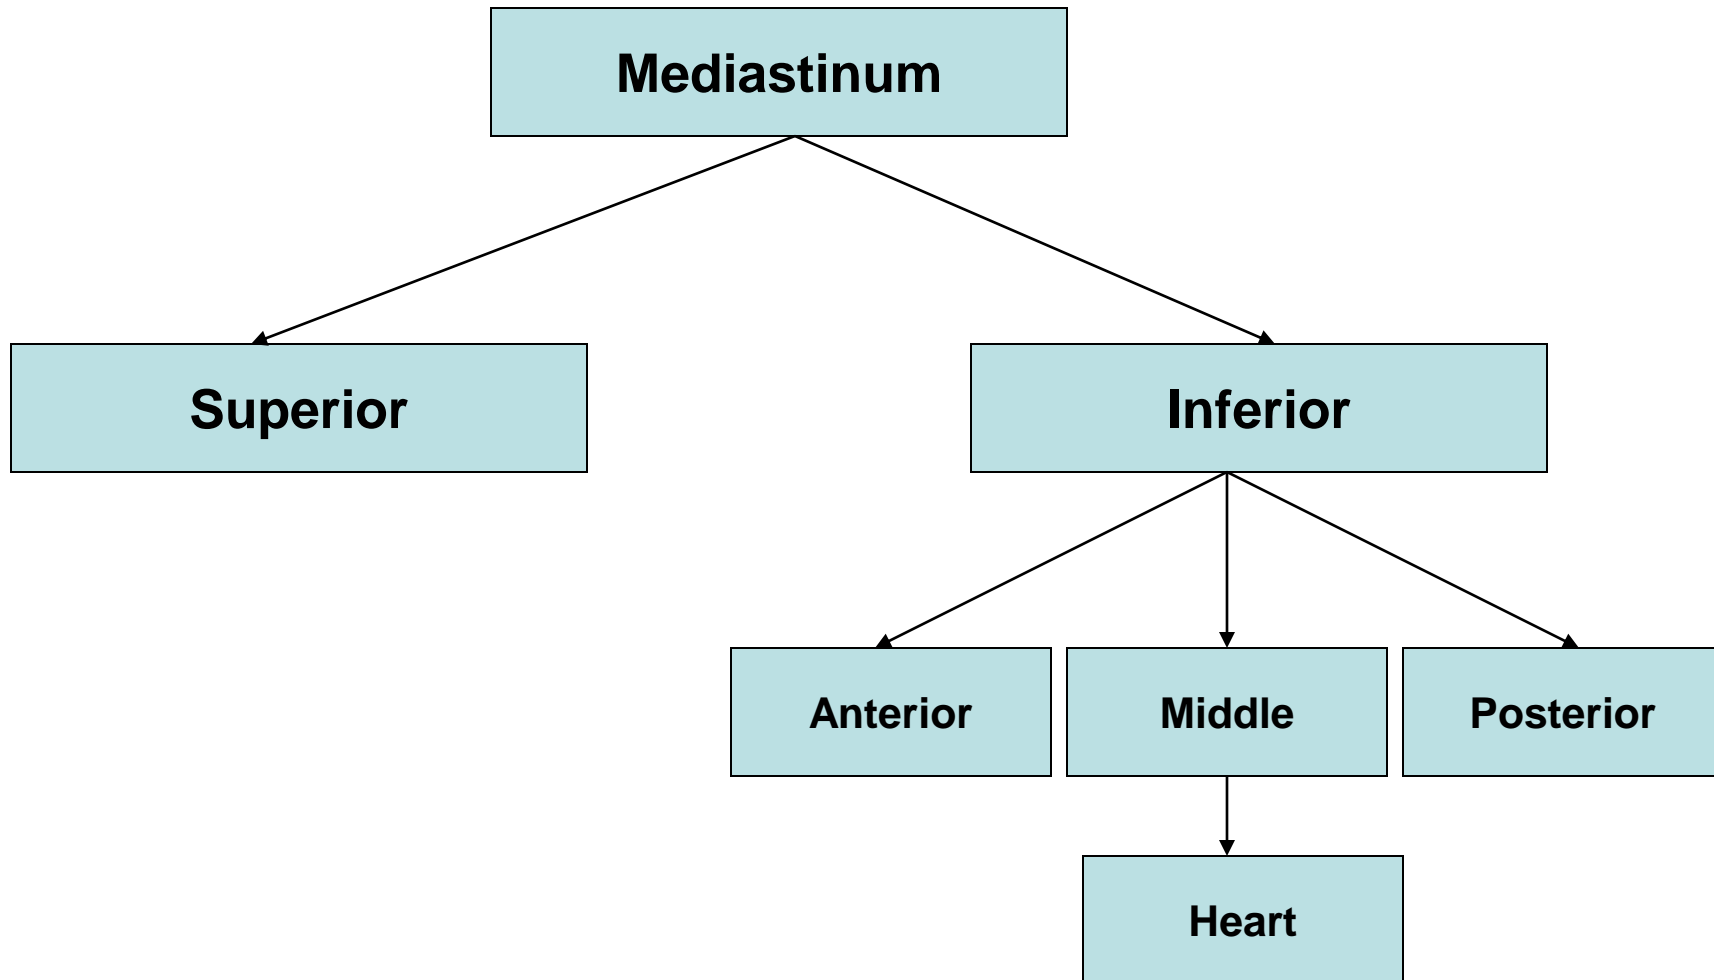 Mediastinum
Superior
Inferior
Anterior
Middle
Posterior
Heart